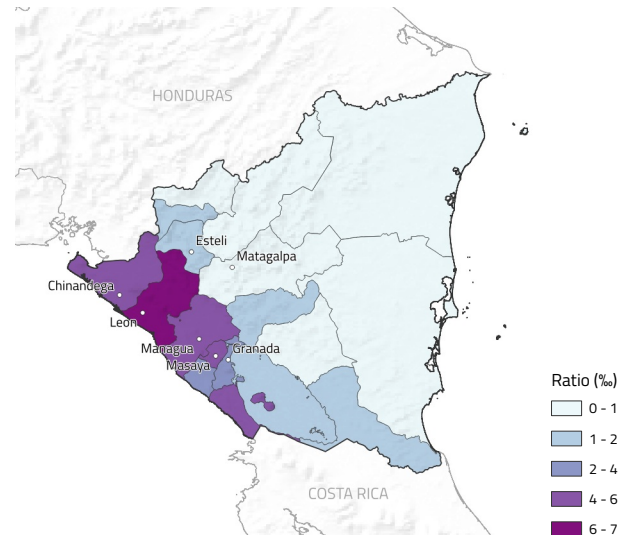 HONDURAS
Esteli
Matagalpa
Chinandega
Leon
Managua
Granada
Masaya
COSTA RICA
Ratio (‰)
0 - 1
1 - 2
2 - 4
4 - 6
6 - 7